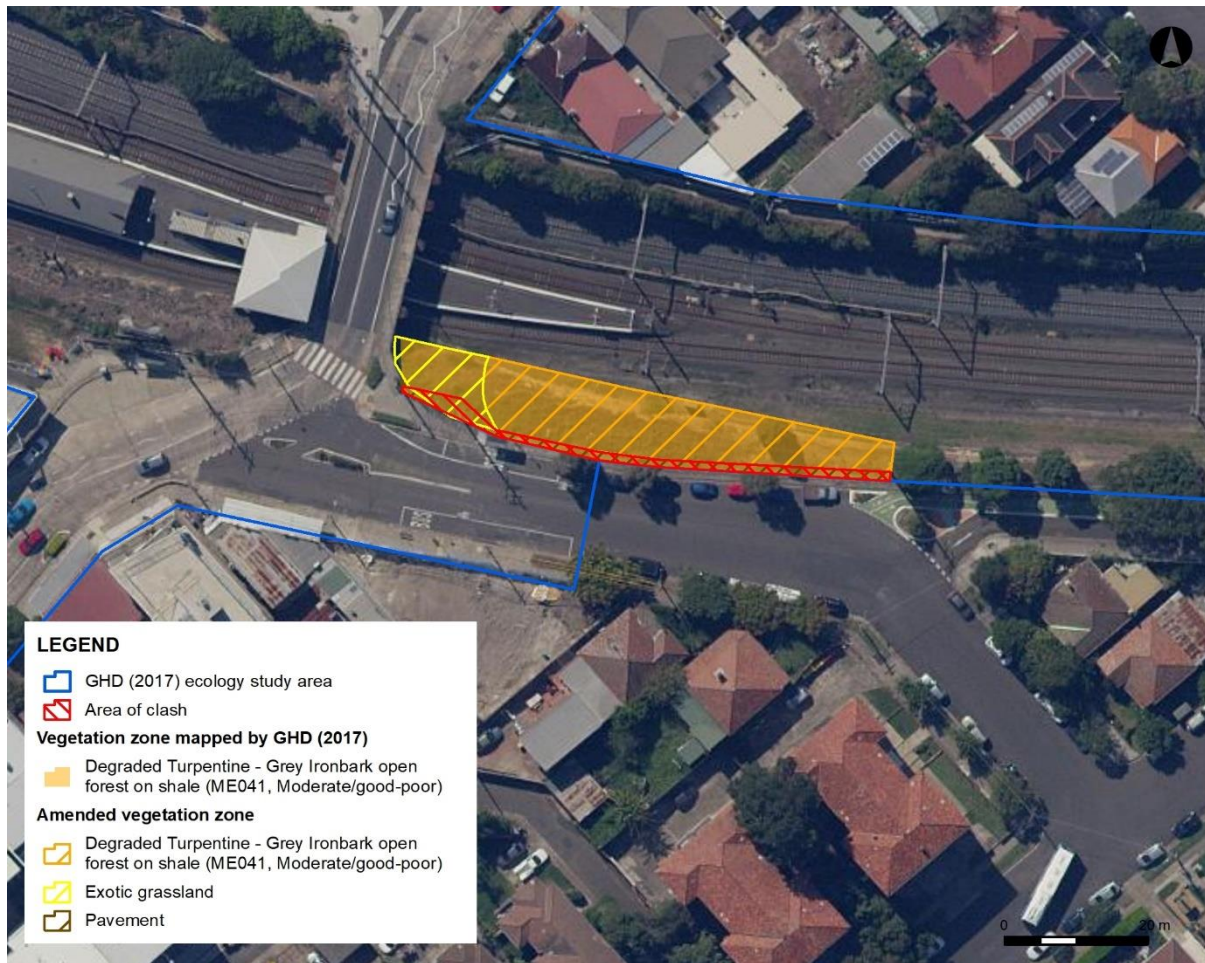 LEGEND
GHD (2017) ecology study area
Area of clash
Vegetation zone mapped by GHD (2017)
Degraded Turpentine - Grey Ironbark open
forest on shale (ME041, Moderate/good-poor)
Amended vegetation zone
Degraded Turpentine - Grey Ironbark open
forest on shale (ME041, Moderate/good-poor)
Exotic grassland
Pavement
0 20 m